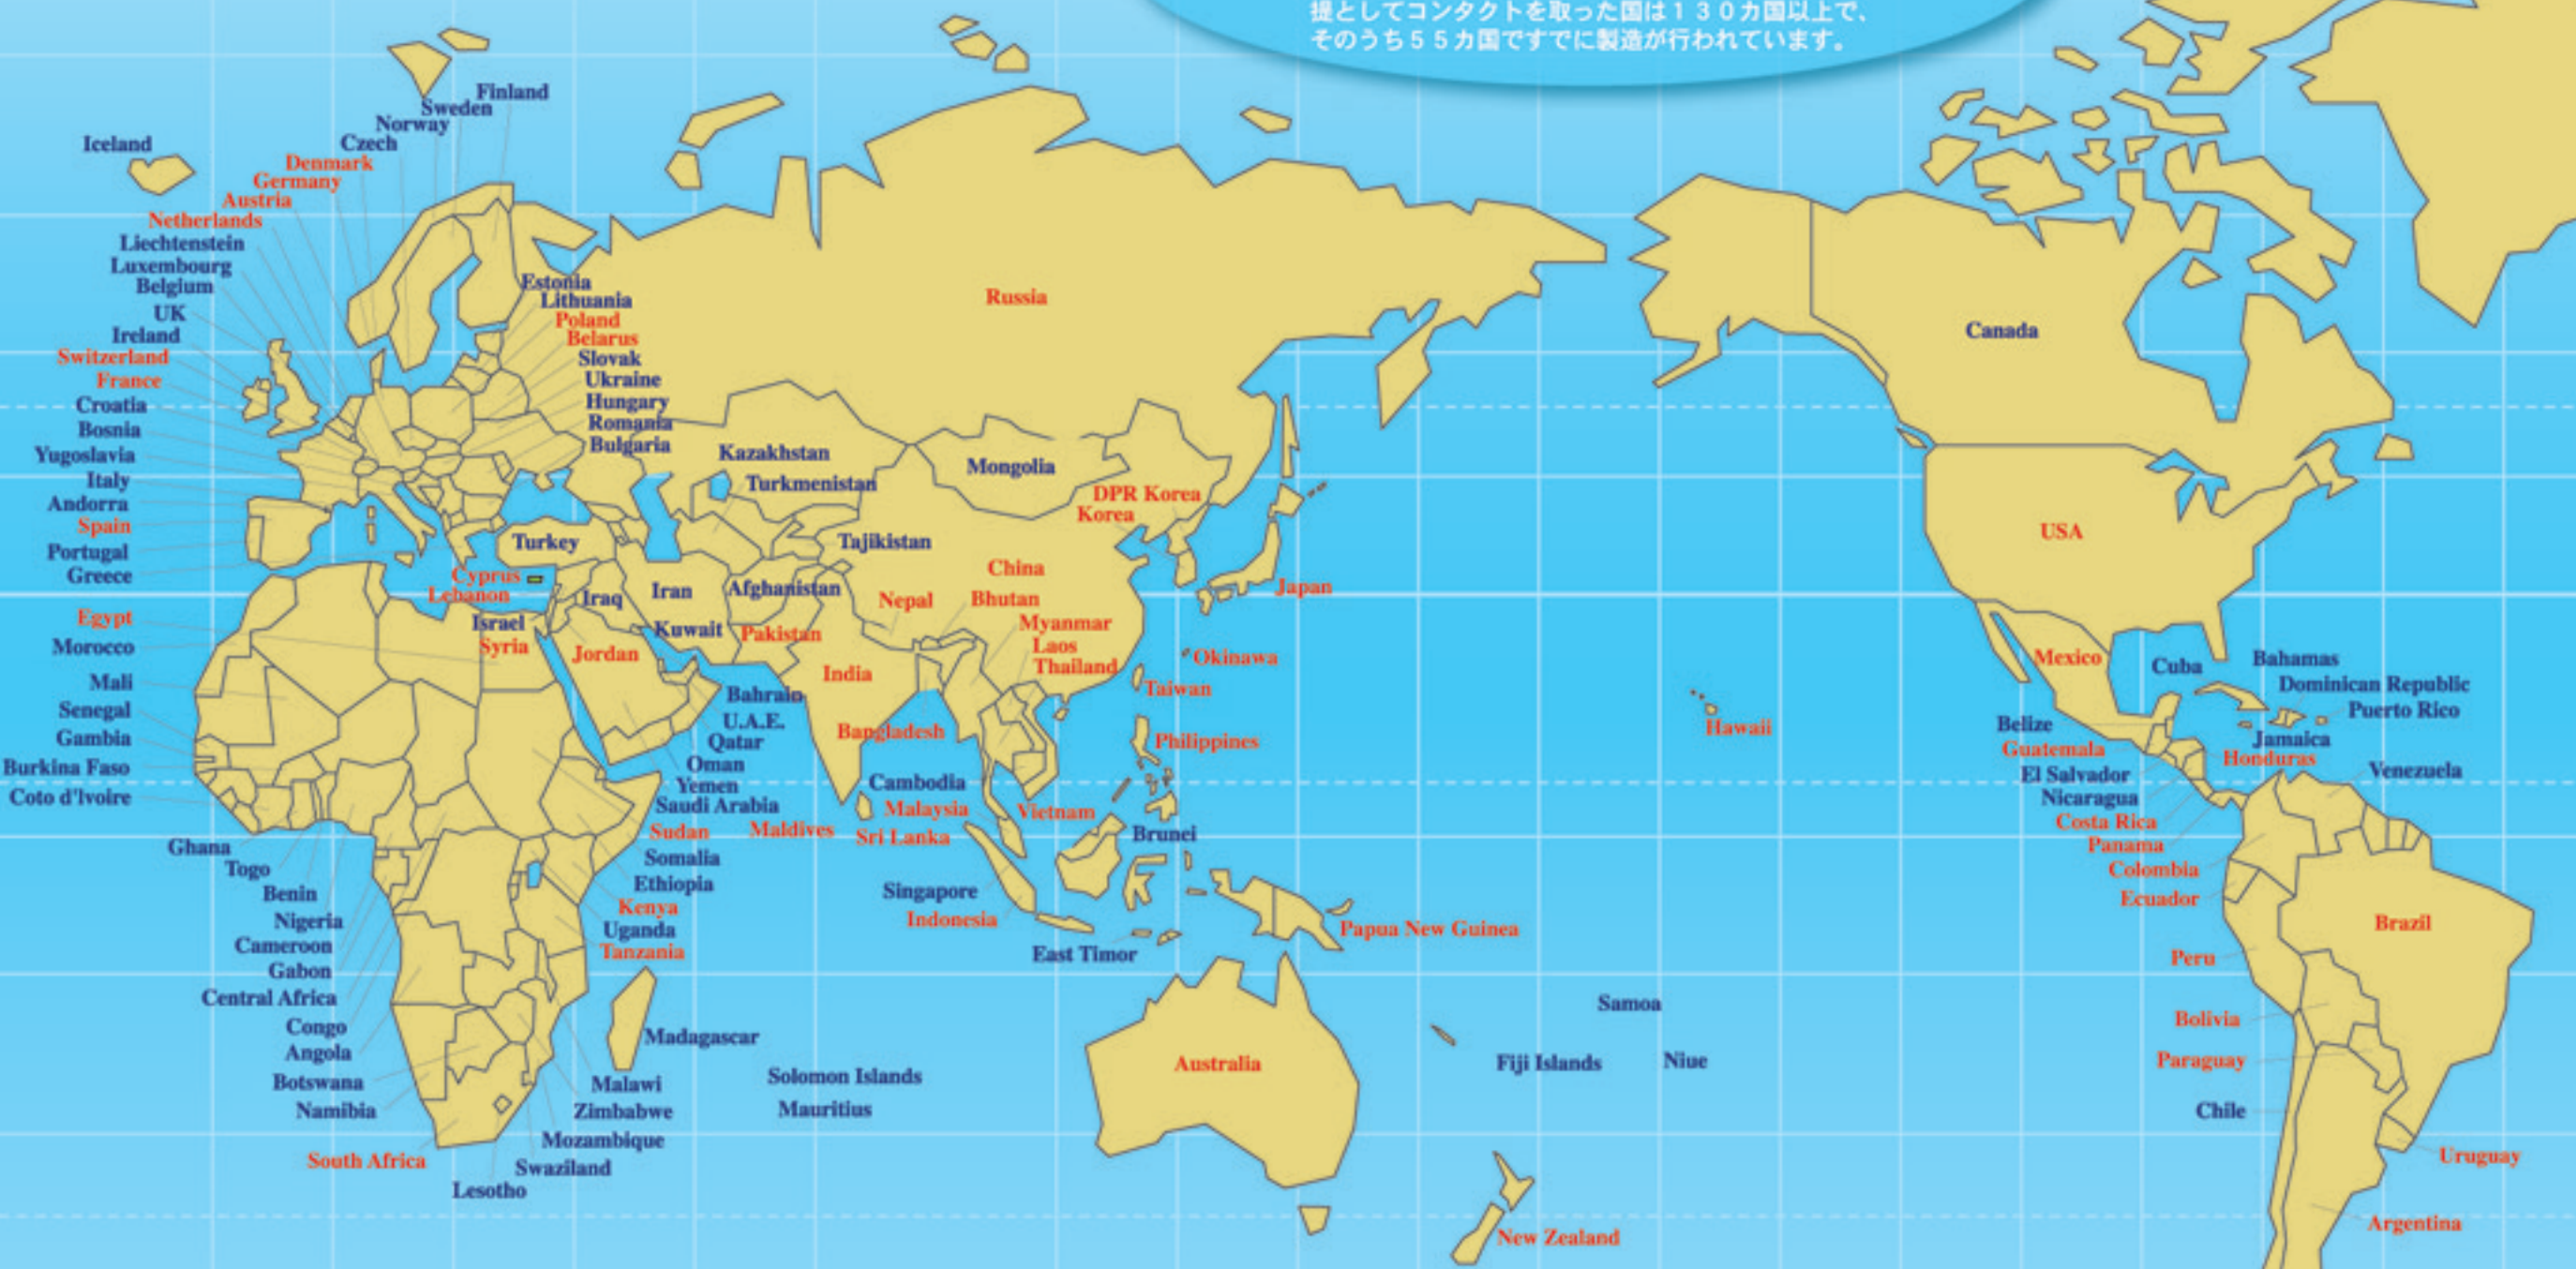 提としてコンタクトを取った国は１３０カ国以上で、
そのうち５５カ国ですでに製造が行われています。
Finland
Sweden
Norway
Czech
Iceland
Denmark
Germany
Austria
Netherlands
Liechtenstein
Luxembourg
Belgium
UK
Ireland
Switzerland
France
Croatia
Bosnia
Yugoslavia
Italy
Andorra
Spain
Portugal
Greece
Estonia
Lithuania
Poland
Belarus
Slovak
Ukraine
Hungary
Romania
Bulgaria
Russia
Kazakhstan
Turkmenistan
Mongolia
DPR Korea
Korea
Turkey
Tajikistan
China
Cyprus
Lebanon
Iraq
Iran
Afghanistan
Nepal
Bhutan
Japan
Israel
Syria
Kuwait
Pakistan
Jordan
India
Myanmar
Laos
Thailand
Okinawa
Taiwan
Bahrain
U.A.E.
Qatar
Oman
Yemen
Saudi Arabia
Bangladesh
Philippines
Cambodia
Malaysia
Vietnam
Maldives
Sri Lanka
Brunei
Singapore
Indonesia
East Timor
Papua New Guinea
Egypt
Morocco
Mali
Senegal
Gambia
Burkina Faso
Coto d'Ivoire
Ghana
Togo
Benin
Nigeria
Cameroon
Gabon
Central Africa
Congo
Angola
Botswana
Namibia
South Africa
Lesotho
Swaziland
Mozambique
Zimbabwe
Malawi
Sudan
Somalia
Ethiopia
Kenya
Uganda
Tanzania
Madagascar
Solomon Islands
Mauritius
Australia
Samoa
Fiji Islands
Niue
New Zealand
Hawaii
Canada
USA
Mexico
Cuba
Bahamas
Dominican Republic
Puerto Rico
Jamaica
Belize
Guatemala
Honduras
El Salvador
Nicaragua
Costa Rica
Panama
Venezuela
Colombia
Ecuador
Brazil
Peru
Bolivia
Paraguay
Chile
Uruguay
Argentina